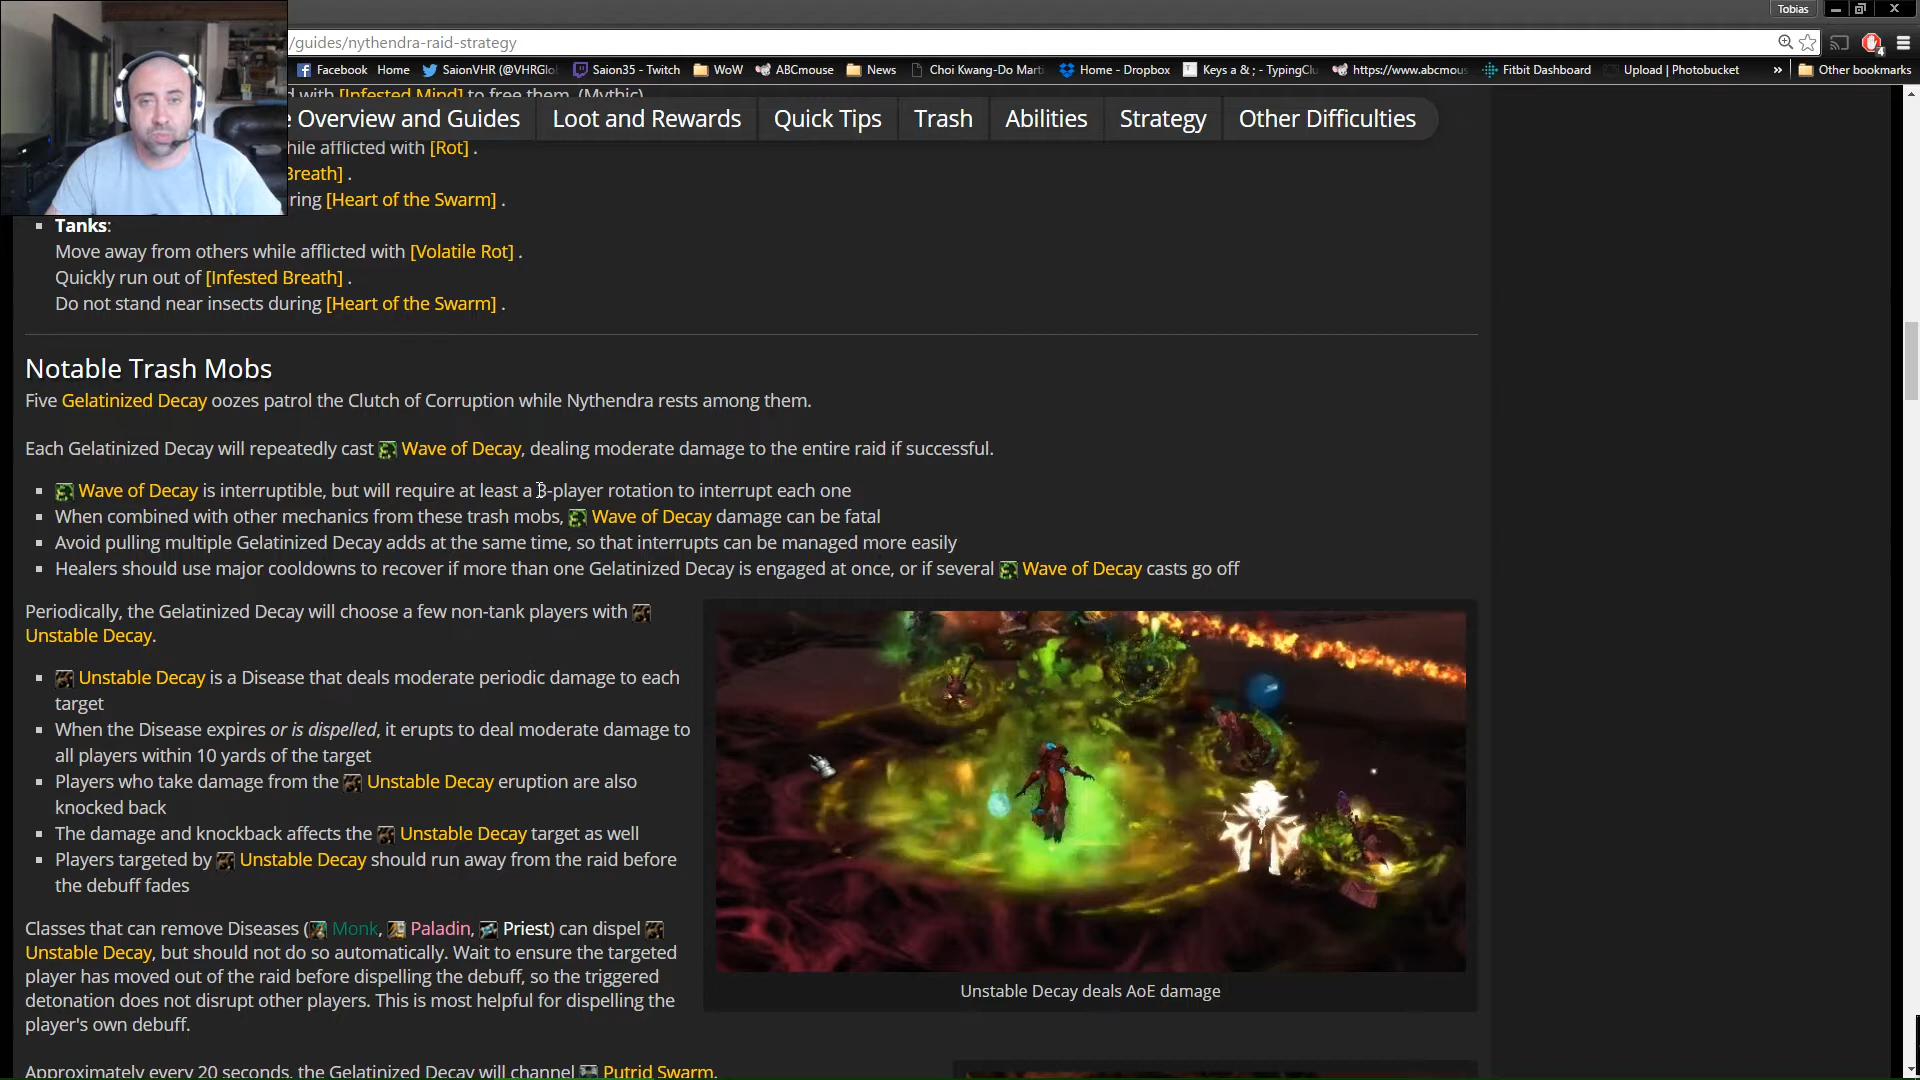 Tobias
/guides/nythendra-raid-strategy
4
Facebook Home SaionVHR (@VHRGlo Saion35 - Twitch WoW ABCmouse News Choi Kwang-Do Marti Home - Dropbox Keys a & ; - TypingClu https://www.abcmous Fitbit Dashboard Upload | Photobucket » Other bookmarks
d with [Infested Mind] to free them. (Mythic)
e Overview and Guides Loot and Rewards Quick Tips Trash Abilities Strategy Other Difficulties
hile afflicted with [Rot] .
Breath] .
ring [Heart of the Swarm] .
Tanks:
Move away from others while afflicted with [Volatile Rot] .
Quickly run out of [Infested Breath] .
Do not stand near insects during [Heart of the Swarm] .
Notable Trash Mobs
Five Gelatinized Decay oozes patrol the Clutch of Corruption while Nythendra rests among them.
Each Gelatinized Decay will repeatedly cast Wave of Decay, dealing moderate damage to the entire raid if successful.
Wave of Decay is interruptible, but will require at least a 3-player rotation to interrupt each one
When combined with other mechanics from these trash mobs, Wave of Decay damage can be fatal
Avoid pulling multiple Gelatinized Decay adds at the same time, so that interrupts can be managed more easily
Healers should use major cooldowns to recover if more than one Gelatinized Decay is engaged at once, or if several Wave of Decay casts go off
Periodically, the Gelatinized Decay will choose a few non-tank players with
Unstable Decay.
Unstable Decay is a Disease that deals moderate periodic damage to each
target
When the Disease expires or is dispelled, it erupts to deal moderate damage to
all players within 10 yards of the target
Players who take damage from the Unstable Decay eruption are also
knocked back
The damage and knockback affects the Unstable Decay target as well
Players targeted by Unstable Decay should run away from the raid before
the debuff fades
Classes that can remove Diseases (Monk, Paladin, Priest) can dispel
Unstable Decay, but should not do so automatically. Wait to ensure the targeted
player has moved out of the raid before dispelling the debuff, so the triggered
detonation does not disrupt other players. This is most helpful for dispelling the
player's own debuff.
Unstable Decay deals AoE damage
Approximately every 20 seconds, the Gelatinized Decay will channel Putrid Swarm.